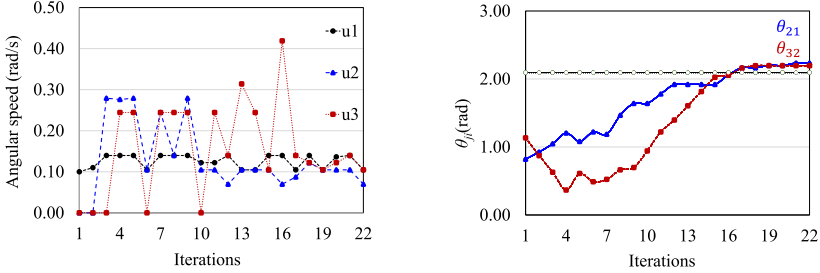 0.50
0.40
0.30
0.20
0.10
0.00
Angular speed (rad/s)
1 4 7 10 13 16 19 22
Iterations
u1
u2
u3
3.00
2.00
1.00
0.00
θji(rad)
1 4 7 10 13 16 19 22
Iterations
θ21
θ32